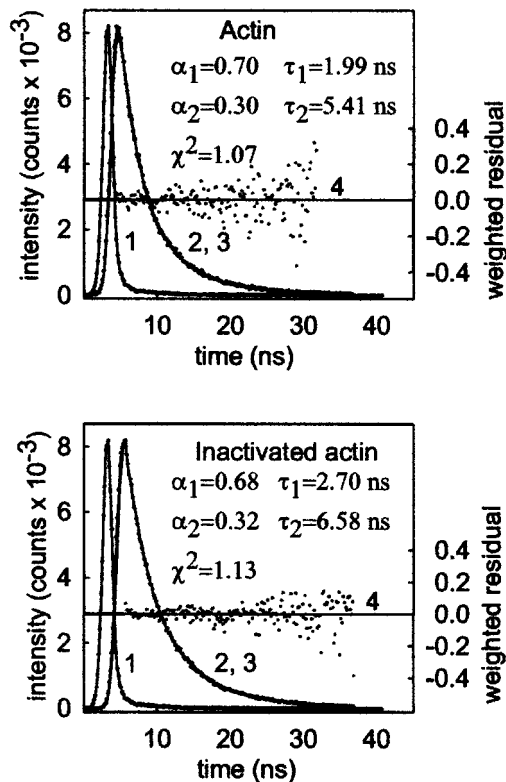 Actin
α1=0.70 τ1=1.99 ns
α2=0.30 τ2=5.41 ns
χ2=1.07
intensity (counts x 10-3)
8
6
4
2
0
1
2, 3
4
0.4
0.2
0.0
-0.2
-0.4
weighted residual
10 20 30 40
time (ns)
Inactivated actin
α1=0.68 τ1=2.70 ns
α2=0.32 τ2=6.58 ns
χ2=1.13
intensity (counts x 10-3)
8
6
4
2
0
1
2, 3
4
0.4
0.2
0.0
-0.2
-0.4
weighted residual
10 20 30 40
time (ns)